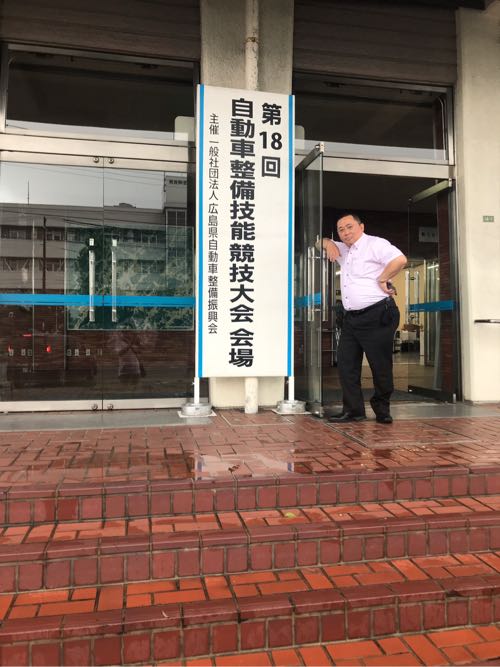 第18回
自動車整備技能競技大会 会場
主催 一般社団法人 広島県自動車整備振興会